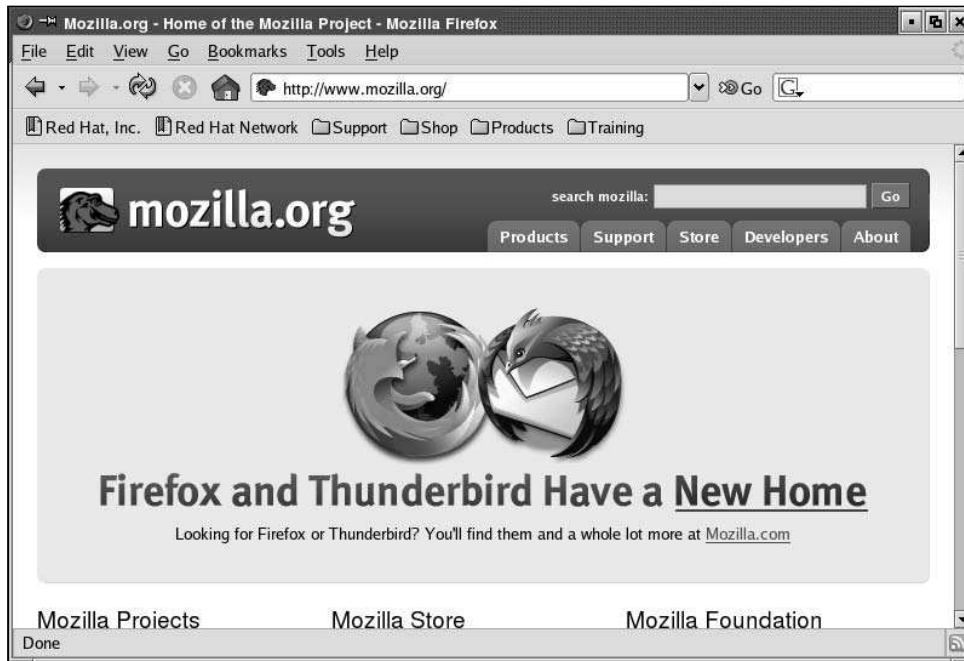 Mozilla.org - Home of the Mozilla Project - Mozilla Firefox
File Edit View Go Bookmarks Tools Help
http://www.mozilla.org/ Go G
Red Hat, Inc. Red Hat Network Support Shop Products Training
mozilla.org
search mozilla: Go
Products Support Store Developers About
Firefox and Thunderbird Have a New Home
Looking for Firefox or Thunderbird? You'll find them and a whole lot more at Mozilla.com
Mozilla Projects Mozilla Store Mozilla Foundation
Done